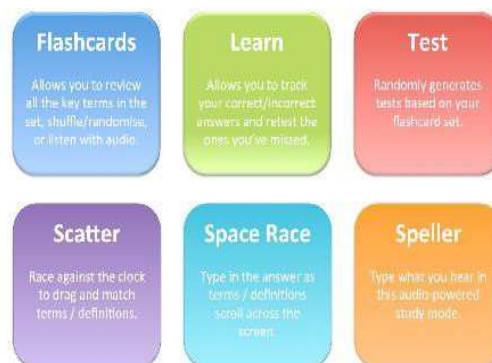 Flashcards
Allows you to review
all the key terms in the
set, shuffle/randomise,
or listen with audio.
Learn
Allows you to track
your correct/incorrect
answers and retest the
ones you've missed.
Test
Randomly generates
tests based on your
flashcard set.
Scatter
Race against the clock
to drag and match
terms / definitions.
Space Race
Type in the answer as
terms / definitions
scroll across the
screen.
Speller
Type what you hear in
this audio-powered
study mode.